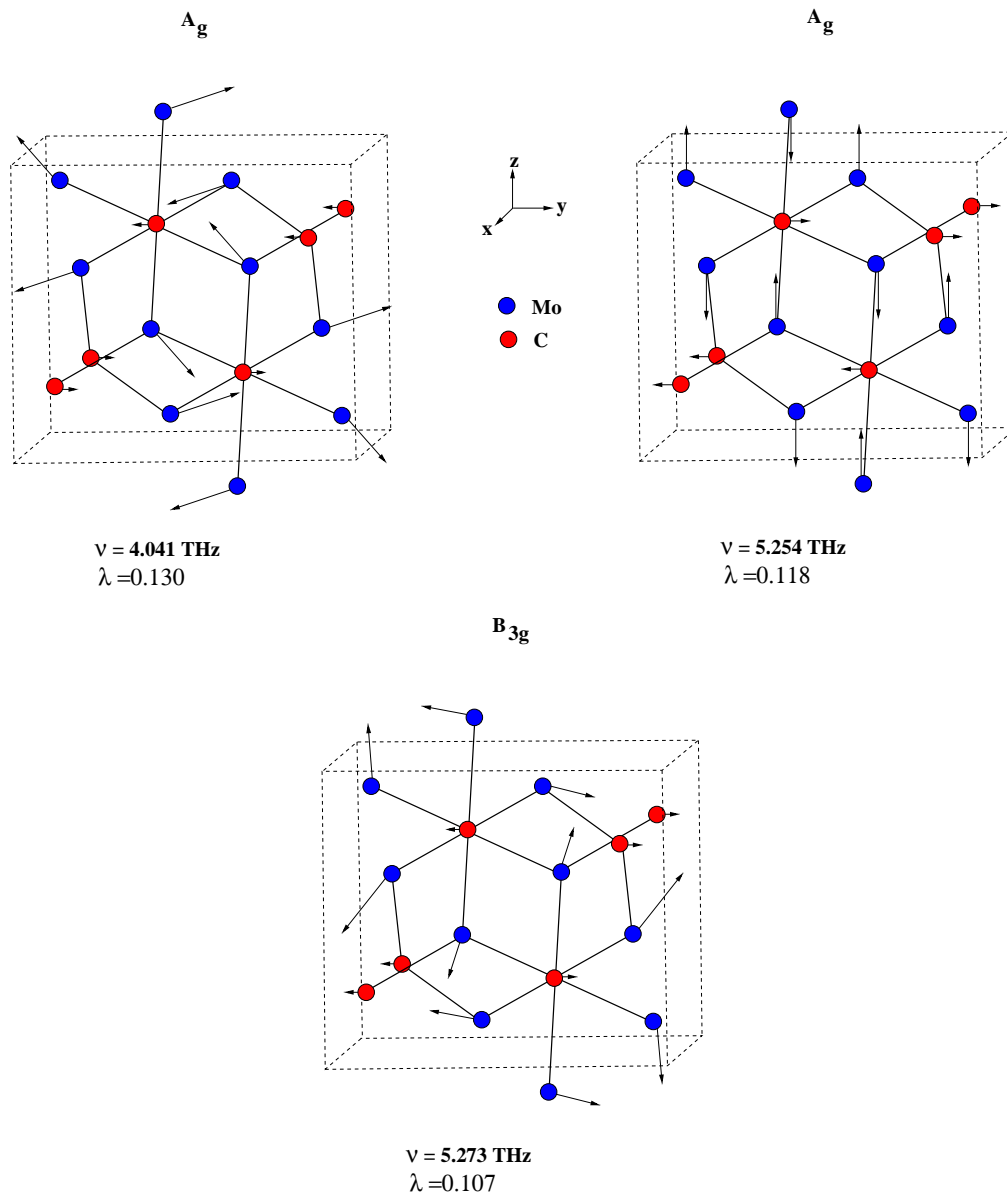 A_g
A_g
z
y
x
Mo
C
ν = 4.041 THz
λ =0.130
ν = 5.254 THz
λ =0.118
B_3g
ν = 5.273 THz
λ =0.107